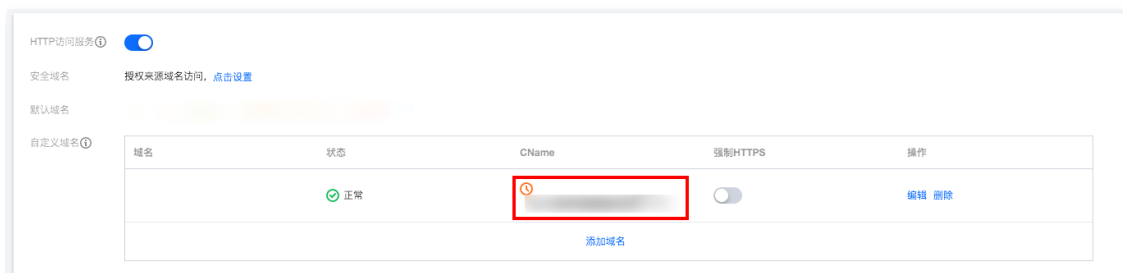 HTTP访问服务
安全域名 授权来源域名访问，点击设置
默认域名
自定义域名
域名 状态 CName 强制HTTPS 操作
正常 编辑 删除
添加域名